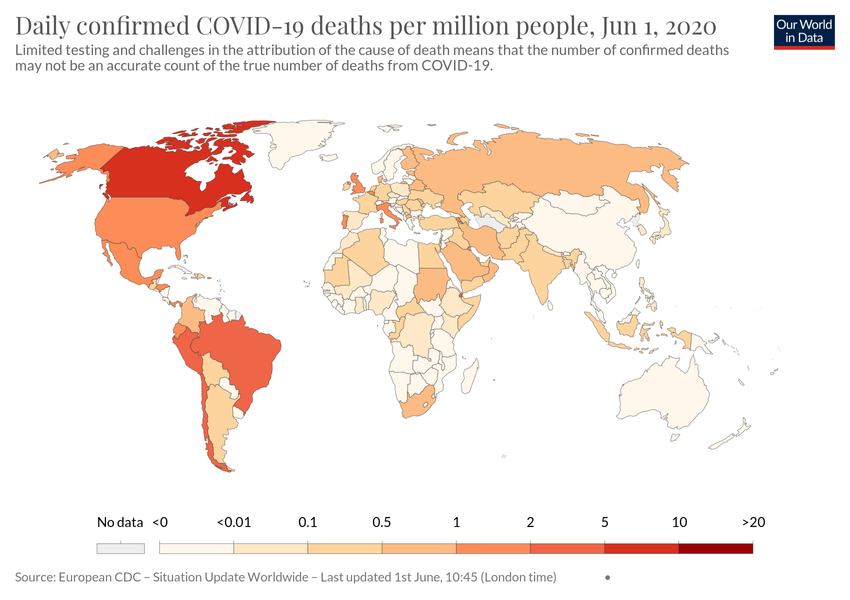 Daily confirmed COVID-19 deaths per million people, Jun 1, 2020
Our World
in Data
Limited testing and challenges in the attribution of the cause of death means that the number of confirmed deaths
may not be an accurate count of the true number of deaths from COVID-19.
No data <0 <0.01 0.1 0.5 1 2 5 10 >20
Source: European CDC – Situation Update Worldwide – Last updated 1st June, 10:45 (London time) •